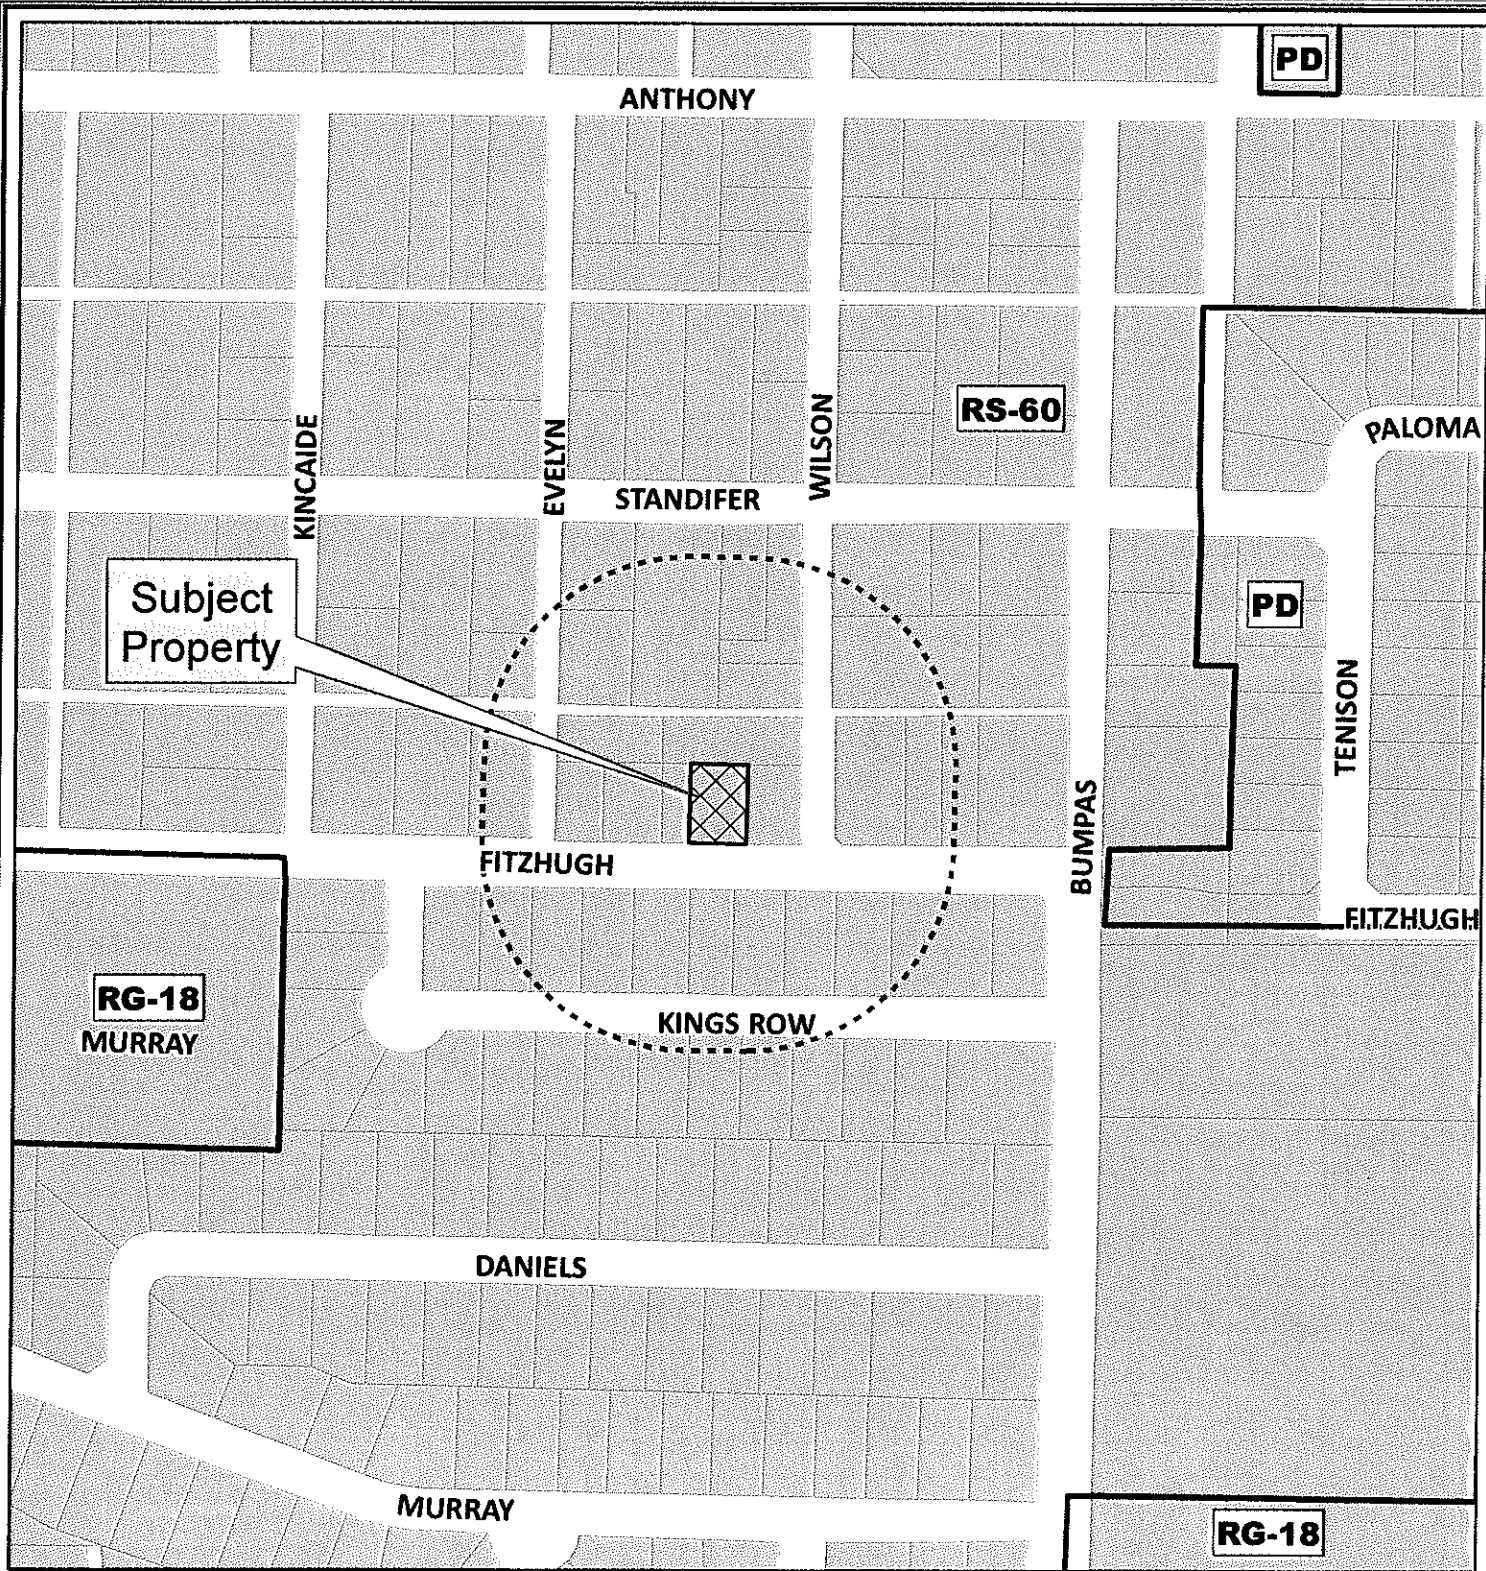 PD
ANTHONY
RS-60
PALOMA
KINCAIDE
EVELYN
WILSON
STANDIFER
Subject
Property
PD
TENISON
BUMPAS
FITZHUGH
FITZHUGH
RG-18
MURRAY
KINGS ROW
DANIELS
MURRAY
RG-18